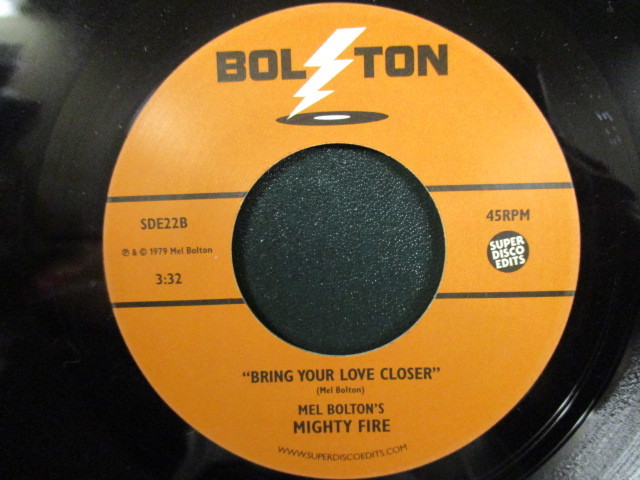 BOLTON
SDE22B
℗ & © 1979 Mel Bolton
3:32
45RPM
SUPER
DISCO
EDITS
"BRING YOUR LOVE CLOSER"
(Mel Bolton)
MEL BOLTON'S
MIGHTY FIRE
WWW.SUPERDISCOEDITS.COM